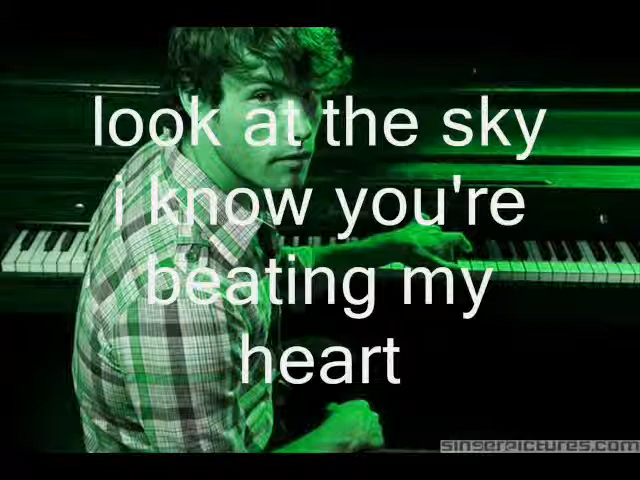 look at the sky
i know you're
beating my
heart
singerpictures.com